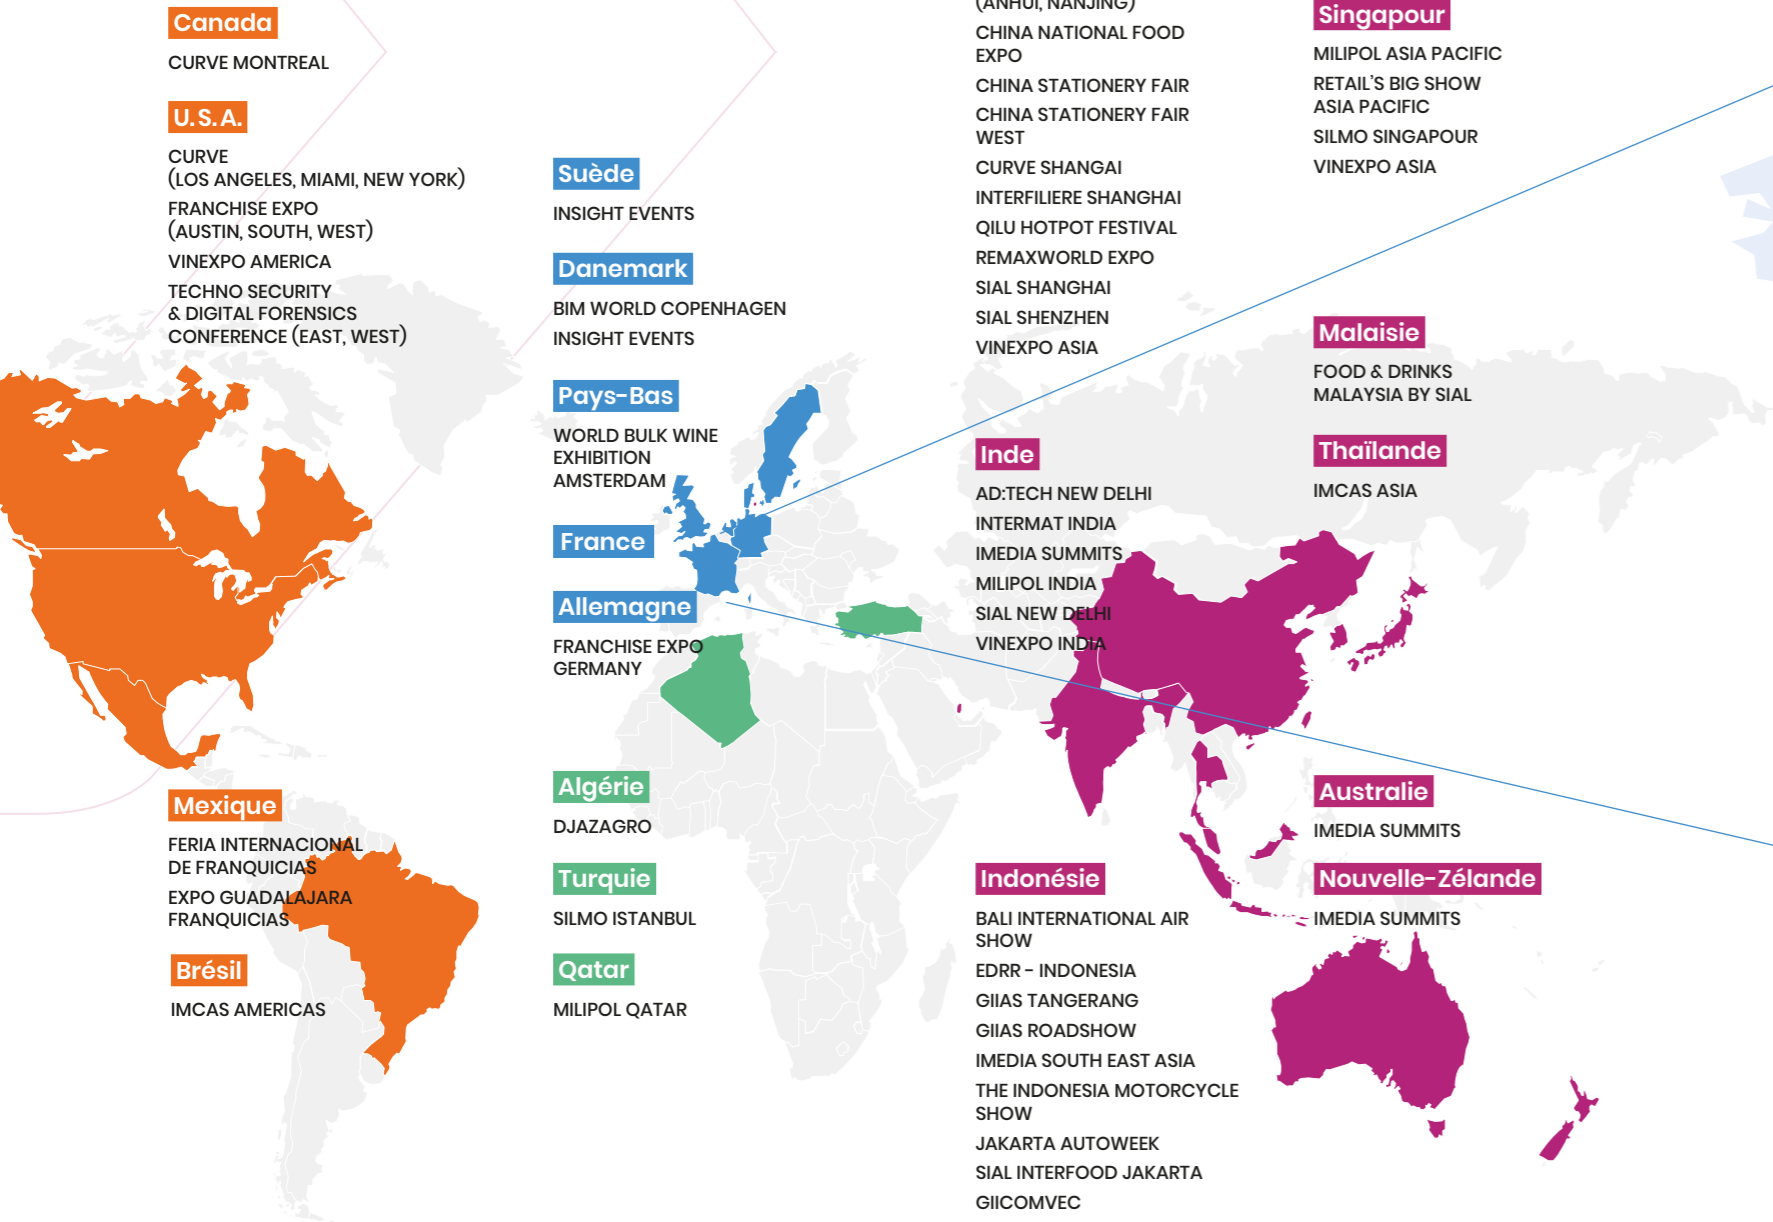 Canada
CURVE MONTREAL
U.S.A.
CURVE
(LOS ANGELES, MIAMI, NEW YORK)
FRANCHISE EXPO
(AUSTIN, SOUTH, WEST)
VINEXPO AMERICA
TECHNO SECURITY
& DIGITAL FORENSICS
CONFERENCE (EAST, WEST)
Mexique
FERIA INTERNACIONAL
DE FRANQUICIAS
EXPO GUADALAJARA
FRANQUICIAS
Brésil
IMCAS AMERICAS
Suède
INSIGHT EVENTS
Danemark
BIM WORLD COPENHAGEN
INSIGHT EVENTS
Pays-Bas
WORLD BULK WINE
EXHIBITION
AMSTERDAM
France
Allemagne
FRANCHISE EXPO
GERMANY
Algérie
DJAZAGRO
Turquie
SILMO ISTANBUL
Qatar
MILIPOL QATAR
(ANHUI, NANJING)
CHINA NATIONAL FOOD
EXPO
CHINA STATIONERY FAIR
CHINA STATIONERY FAIR
WEST
CURVE SHANGAI
INTERFILIERE SHANGHAI
QILU HOTPOT FESTIVAL
REMAXWORLD EXPO
SIAL SHANGHAI
SIAL SHENZHEN
VINEXPO ASIA
Inde
AD:TECH NEW DELHI
INTERMAT INDIA
IMEDIA SUMMITS
MILIPOL INDIA
SIAL NEW DELHI
VINEXPO INDIA
Indonésie
BALI INTERNATIONAL AIR
SHOW
EDRR - INDONESIA
GIIAS TANGERANG
GIIAS ROADSHOW
IMEDIA SOUTH EAST ASIA
THE INDONESIA MOTORCYCLE
SHOW
JAKARTA AUTOWEEK
SIAL INTERFOOD JAKARTA
GIICOMVEC
Singapour
MILIPOL ASIA PACIFIC
RETAIL'S BIG SHOW
ASIA PACIFIC
SILMO SINGAPOUR
VINEXPO ASIA
Malaisie
FOOD & DRINKS
MALAYSIA BY SIAL
Thaïlande
IMCAS ASIA
Australie
IMEDIA SUMMITS
Nouvelle-Zélande
IMEDIA SUMMITS